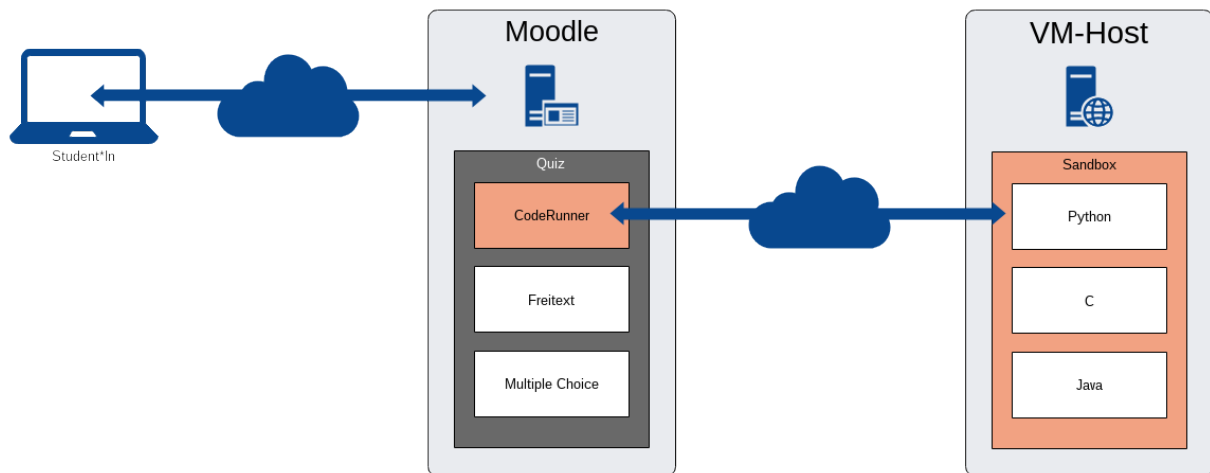 Moodle
VM-Host
Student*In
Quiz
CodeRunner
Freitext
Multiple Choice
Sandbox
Python
C
Java